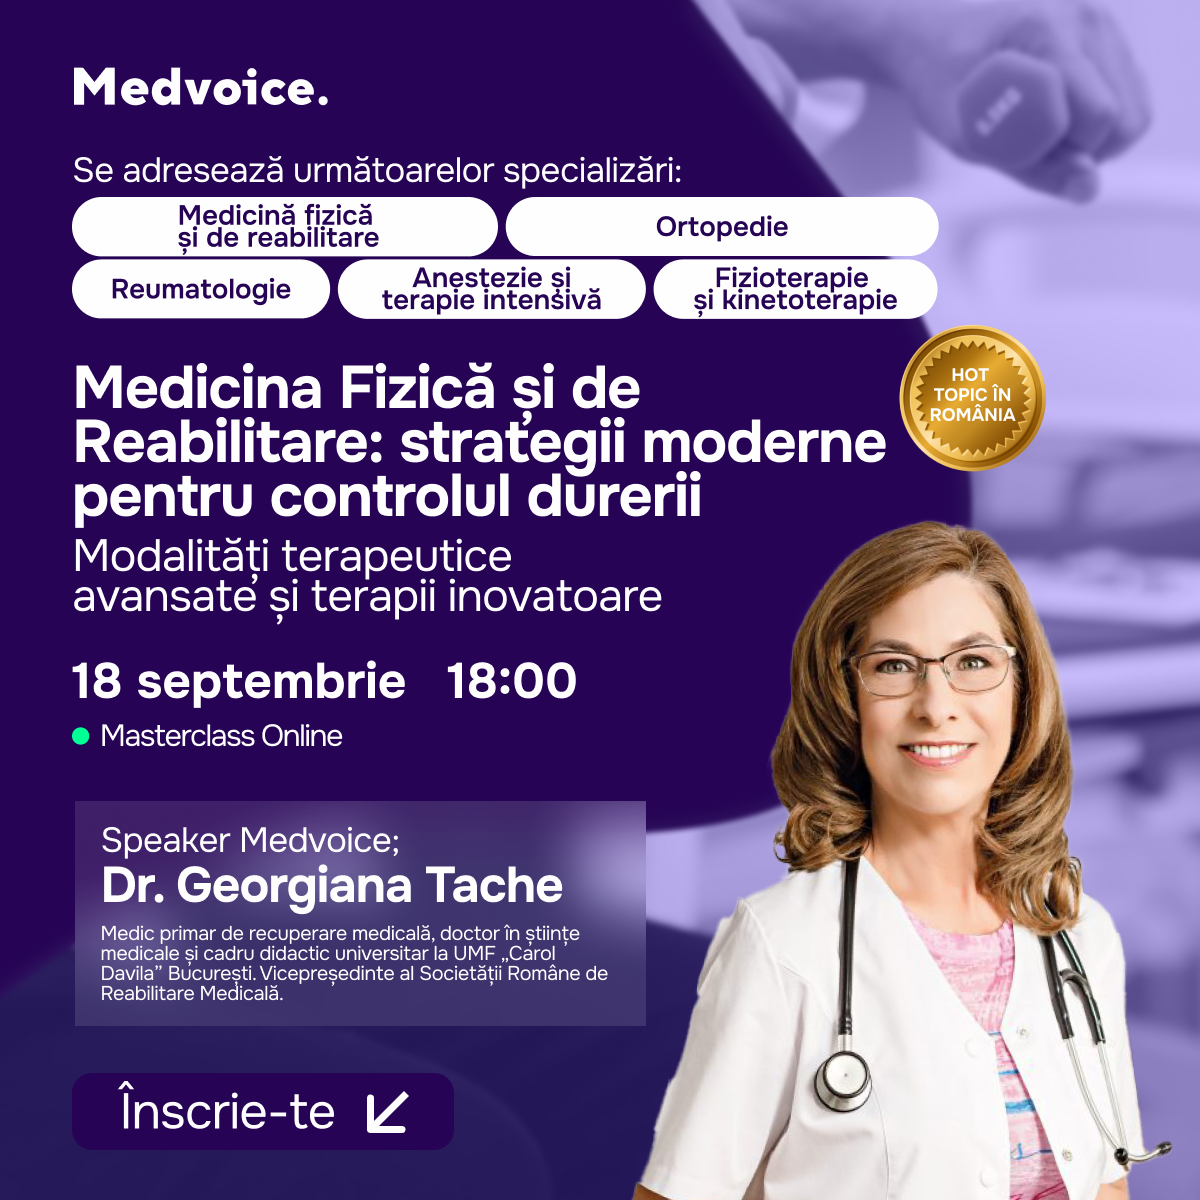 Medvoice.
Se adresează următoarelor specializări:
Medicină fizică
și de reabilitare
Ortopedie
Reumatologie
Anestezie și
terapie intensivă
Fizioterapie
și kinetoterapie
Medicina Fizică și de
Reabilitare: strategii moderne
pentru controlul durerii
HOT
TOPIC ÎN
ROMÂNIA
Modalități terapeutice
avansate și terapii inovatoare
18 septembrie 18:00
Masterclass Online
Speaker Medvoice;
Dr. Georgiana Tache
Medic primar de recuperare medicală, doctor în științe
medicale și cadru didactic universitar la UMF „Carol
Davila” București. Vicepreședinte al Societății Române de
Reabilitare Medicală.
Înscrie-te